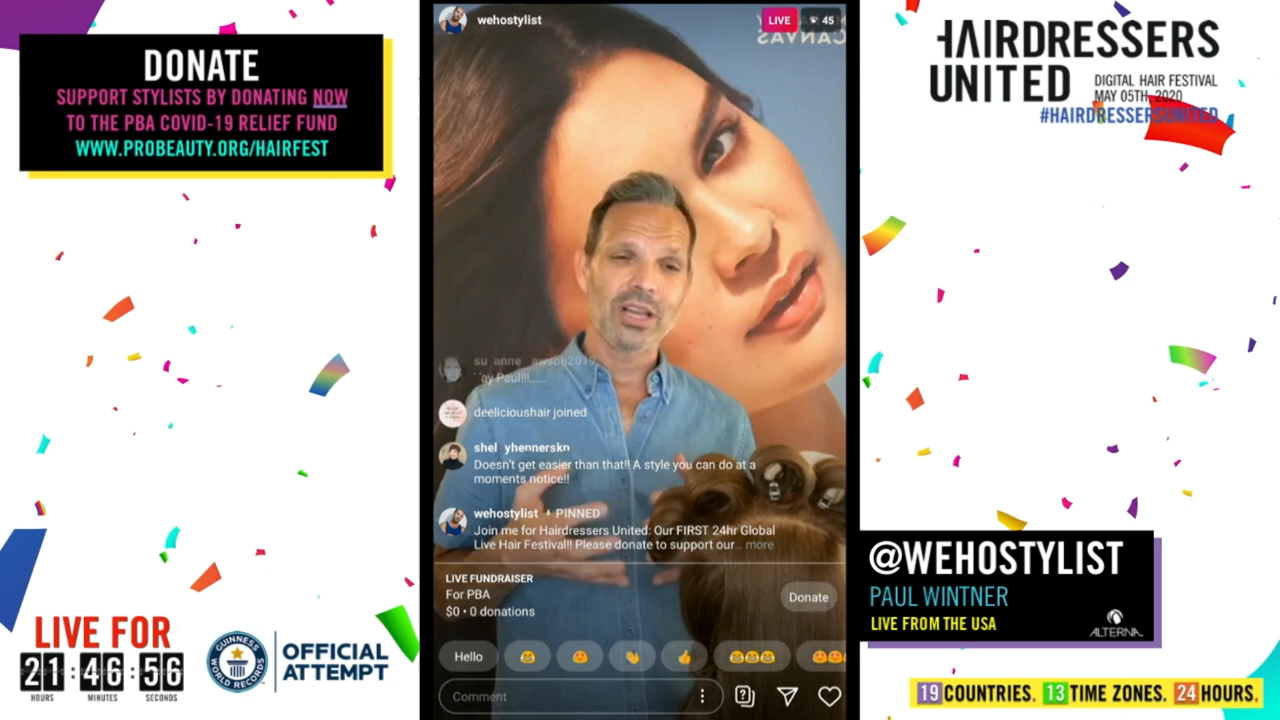 DONATE
SUPPORT STYLISTS BY DONATING NOW
TO THE PBA COVID-19 RELIEF FUND
WWW.PROBEAUTY.ORG/HAIRFEST
LIVE FOR
21:46:56
HOURS MINUTES SECONDS
GUINNESS WORLD RECORDS
OFFICIAL
ATTEMPT
wehostylist
LIVE 45
CANVAS
ay Paul!!!......
deelicioushair joined
Doesn't get easier than that!! A style you can do at a
moments notice!!
wehostylist PINNED
Join me for Hairdressers United: Our FIRST 24hr Global
Live Hair Festival!! Please donate to support our... more
LIVE FUNDRAISER
For PBA
$0 • 0 donations
Donate
Hello
Comment
HAIRDRESSERS
UNITED
DIGITAL HAIR FESTIVAL
MAY 05TH, 2020
#HAIRDRESSERSUNITED
@WEHOSTYLIST
PAUL WINTNER
LIVE FROM THE USA
ALTERNA
19 COUNTRIES. 13 TIME ZONES. 24 HOURS.